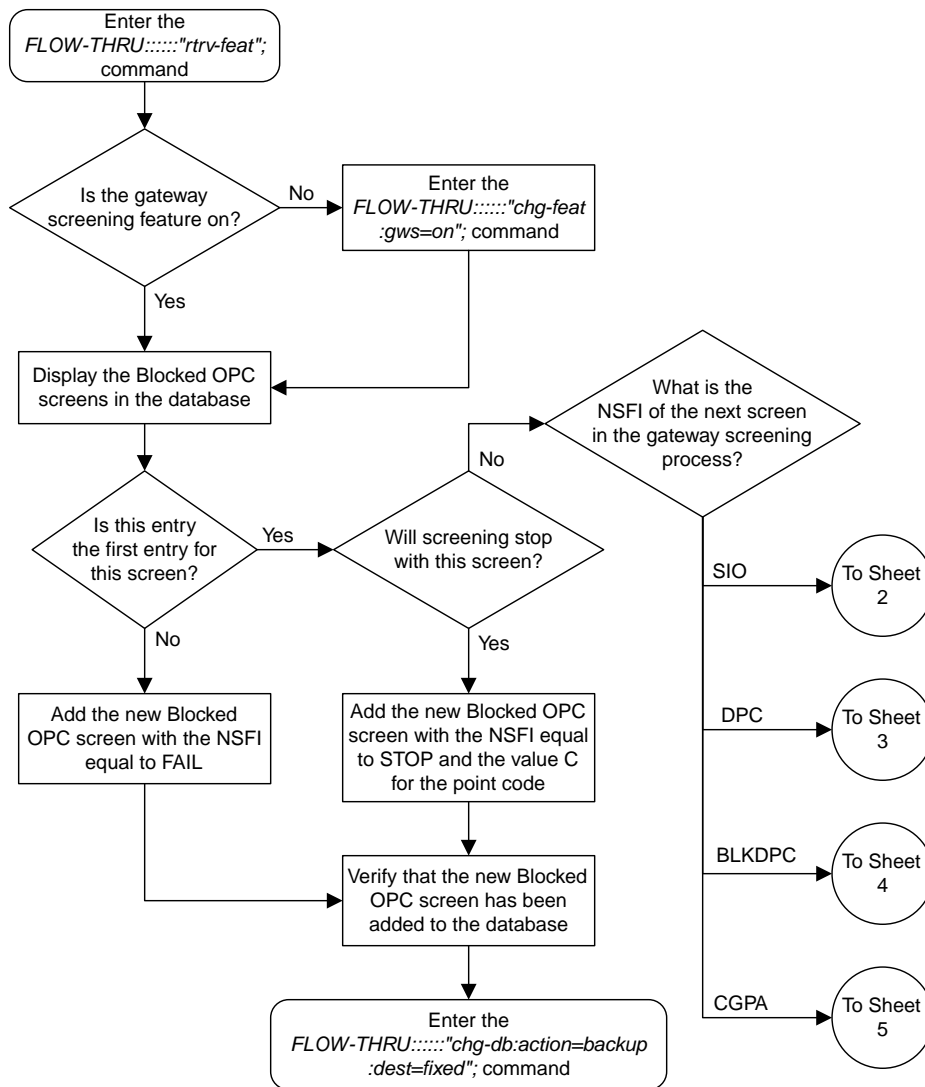 Enter the
FLOW-THRU::::::"rtrv-feat";
command
Is the gateway
screening feature on?
No
Enter the
FLOW-THRU::::::"chg-feat
:gws=on"; command
Yes
Display the Blocked OPC
screens in the database
What is the
NSFI of the next screen
in the gateway screening
process?
No
Is this entry
the first entry for
this screen?
Yes
Will screening stop
with this screen?
SIO
To Sheet
2
No
Yes
Add the new Blocked
OPC screen with the NSFI
equal to FAIL
Add the new Blocked OPC
screen with the NSFI equal
to STOP and the value C
for the point code
DPC
To Sheet
3
Verify that the new Blocked
OPC screen has been
added to the database
BLKDPC
To Sheet
4
CGPA
To Sheet
5
Enter the
FLOW-THRU::::::"chg-db:action=backup
:dest=fixed"; command